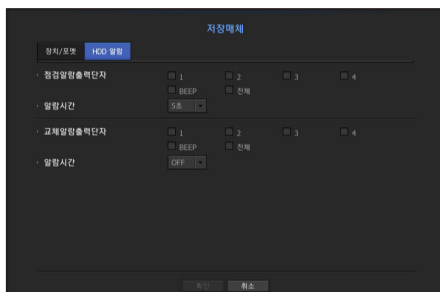 저장매체
장치/포맷 HDD 알람
· 점검알람출력단자 1 2 3 4
BEEP 전체
· 알람시간 5초
· 교체알람출력단자 1 2 3 4
BEEP 전체
· 알람시간 OFF
확인 취소